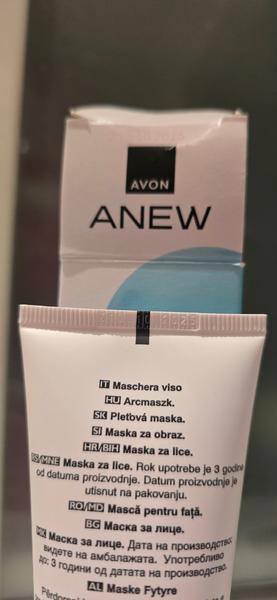 AVON
ANEW
IT Maschera viso
HU Arcmaszk.
SK Pleťová maska.
SI Maska za obraz.
HR/BIH Maska za lice.
RS/MNE Maska za lice. Rok upotrebe je 3 godine
od datuma proizvodnje. Datum proizvodnje je
utisnut na pakovanju.
RO/MD Mască pentru față.
BG Маска за лице.
MK Маска за лице. Дата на производство:
видете на амбалажата. Употребливо
до: 3 години од датата на производство.
AL Maske Fytyre